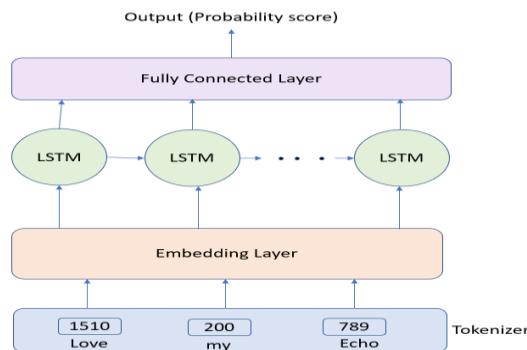 Output (Probability score)
Fully Connected Layer
LSTM LSTM . . . LSTM
Embedding Layer
1510 200 789
Love my Echo
Tokenizer